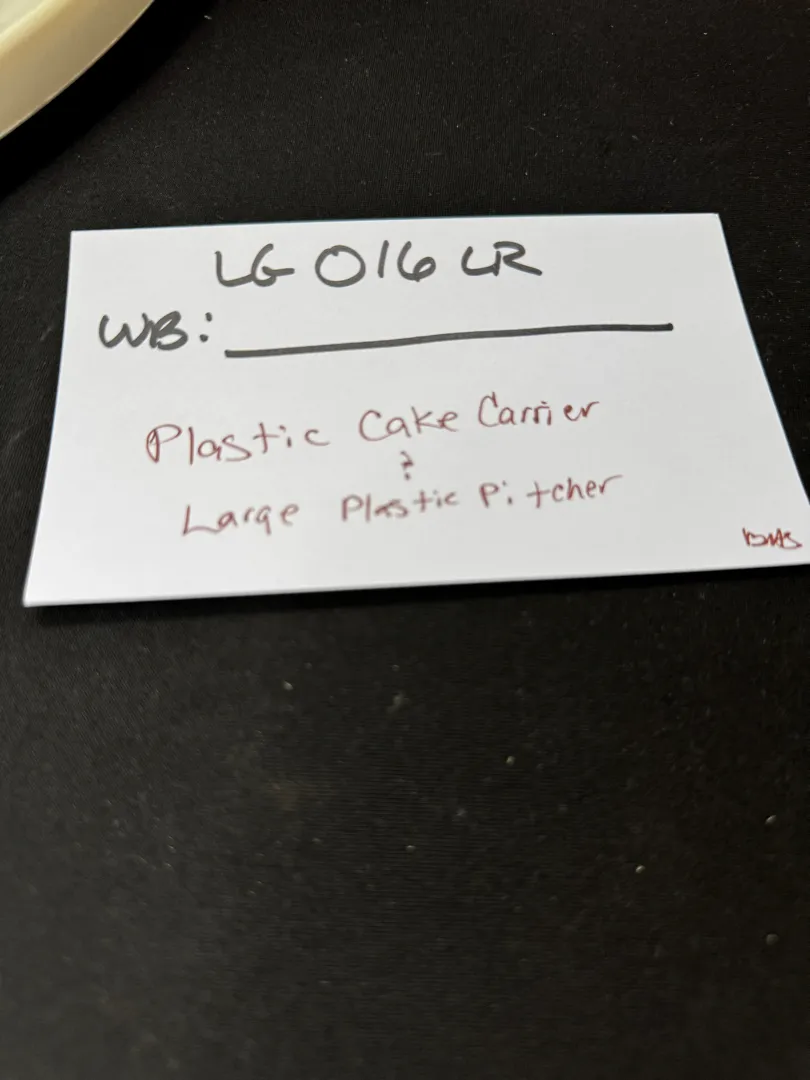 LG 016 LR
WB:
Plastic Cake Carrier
&
Large Plastic Pitcher